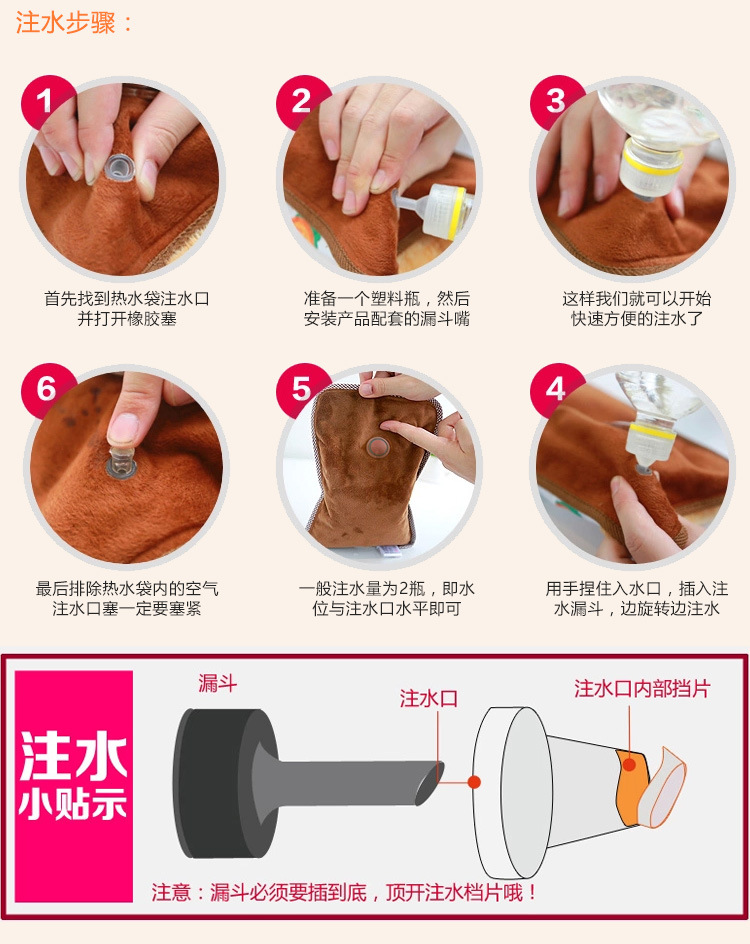 注水步骤：
1
首先找到热水袋注水口
并打开橡胶塞
2
准备一个塑料瓶，然后
安装产品配套的漏斗嘴
3
这样我们就可以开始
快速方便的注水了
4
用手捏住入水口，插入注
水漏斗，边旋转边注水
5
一般注水量为2瓶，即水
位与注水口水平即可
6
最后排除热水袋内的空气
注水口塞一定要塞紧
注水
小贴示
漏斗
注水口
注水口内部挡片
注意：漏斗必须要插到底，顶开注水档片哦！